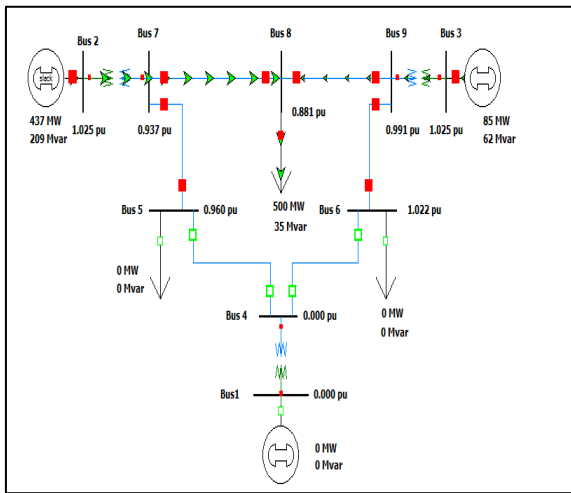 Bus 2
Bus 7
Bus 8
Bus 9
Bus 3
slack
437 MW
209 Mvar
1.025 pu
0.937 pu
0.881 pu
0.991 pu
1.025 pu
85 MW
62 Mvar
Bus 5
0.960 pu
500 MW
35 Mvar
Bus 6
1.022 pu
0 MW
0 Mvar
0 MW
0 Mvar
Bus 4
0.000 pu
Bus1
0.000 pu
0 MW
0 Mvar